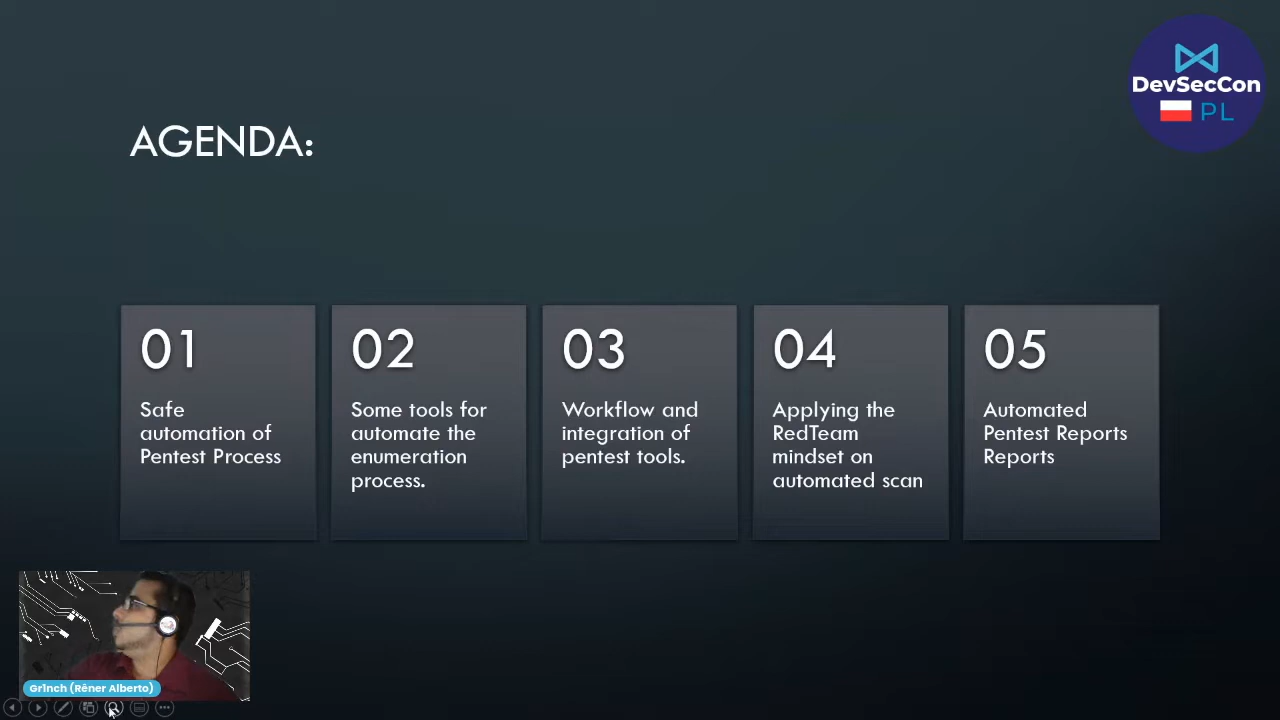 DevSecCon
PL
AGENDA:
01
Safe
automation of
Pentest Process
02
Some tools for
automate the
enumeration
process.
03
Workflow and
integration of
pentest tools.
04
Applying the
RedTeam
mindset on
automated scan
05
Automated
Pentest Reports
Reports
Gr1nch (Rêner Alberto)